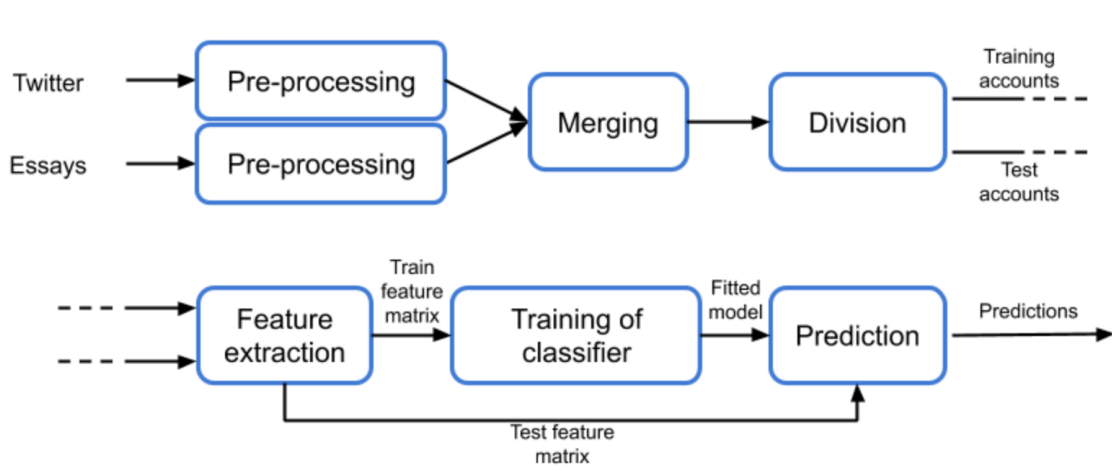 Twitter
Pre-processing
Essays
Pre-processing
Merging
Division
Training
accounts
Test
accounts
Feature
extraction
Train
feature
matrix
Training of
classifier
Fitted
model
Prediction
Predictions
Test feature
matrix